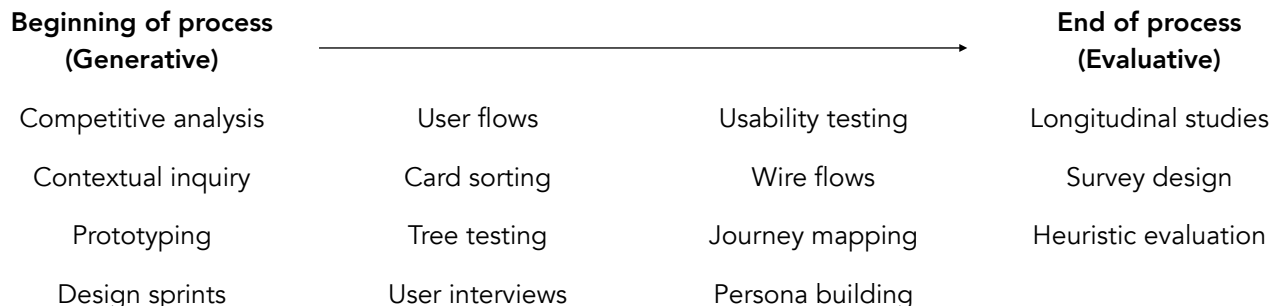 Beginning of process
(Generative)
End of process
(Evaluative)
Competitive analysis
User flows
Usability testing
Longitudinal studies
Contextual inquiry
Card sorting
Wire flows
Survey design
Prototyping
Tree testing
Journey mapping
Heuristic evaluation
Design sprints
User interviews
Persona building